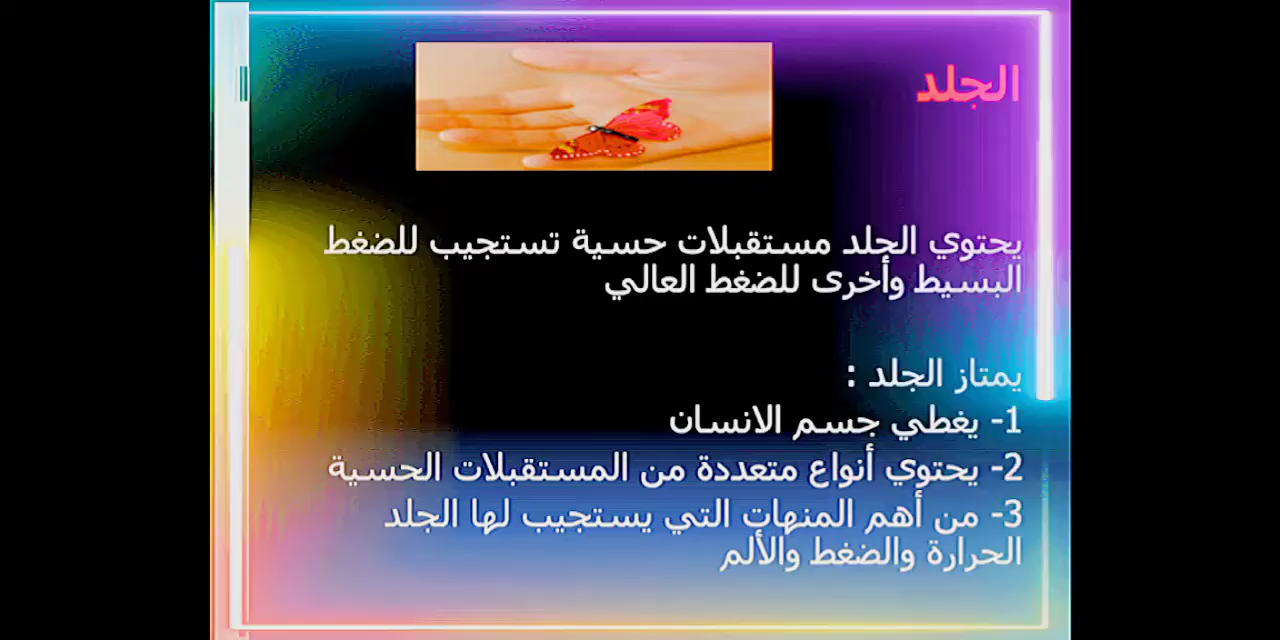 الجلد
يحتوي الجلد مستقبلات حسية تستجيب للضغط
البسيط وأخرى للضغط العالي
يمتاز الجلد :
1- يغطي جسم الانسان
2- يحتوي أنواع متعددة من المستقبلات الحسية
3- من أهم المنهات التي يستجيب لها الجلد
الحرارة والضغط والألم